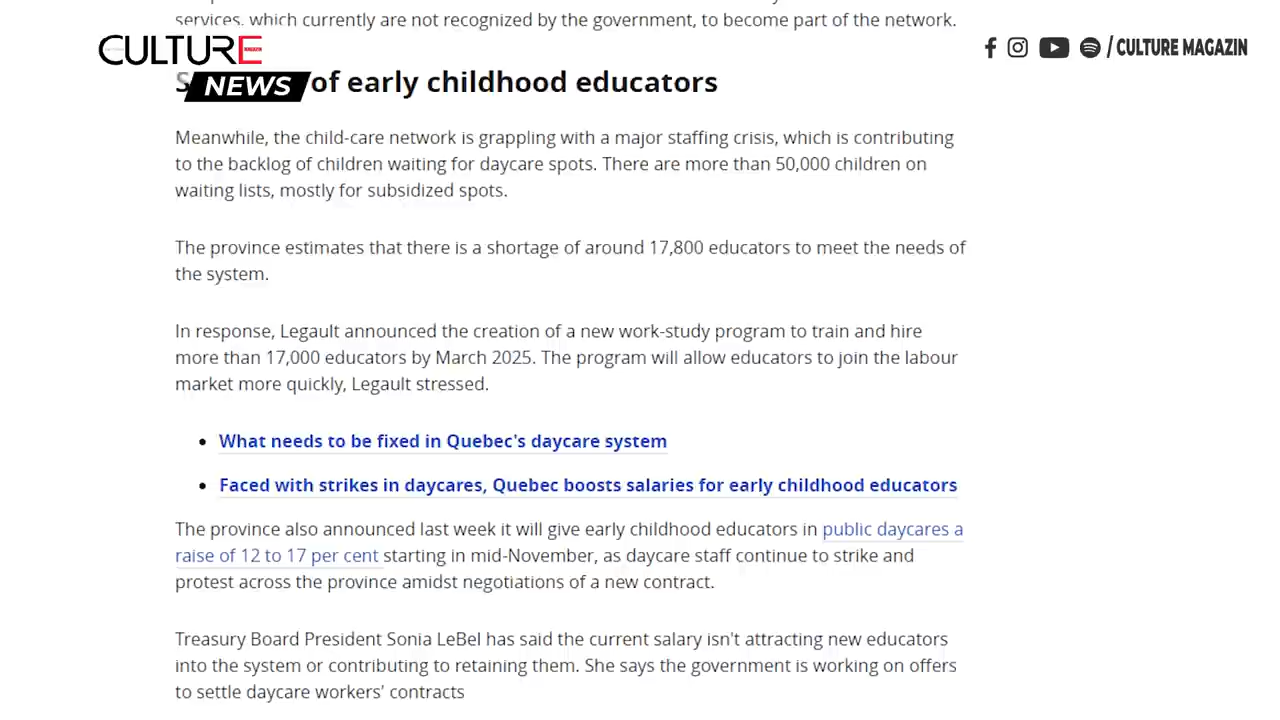 services, which currently are not recognized by the government, to become part of the network.
CULTURE
MAGAZIN
/ CULTURE MAGAZIN
NEWS
of early childhood educators
Meanwhile, the child-care network is grappling with a major staffing crisis, which is contributing
to the backlog of children waiting for daycare spots. There are more than 50,000 children on
waiting lists, mostly for subsidized spots.
The province estimates that there is a shortage of around 17,800 educators to meet the needs of
the system.
In response, Legault announced the creation of a new work-study program to train and hire
more than 17,000 educators by March 2025. The program will allow educators to join the labour
market more quickly, Legault stressed.
• What needs to be fixed in Quebec's daycare system
• Faced with strikes in daycares, Quebec boosts salaries for early childhood educators
The province also announced last week it will give early childhood educators in public daycares a
raise of 12 to 17 per cent starting in mid-November, as daycare staff continue to strike and
protest across the province amidst negotiations of a new contract.
Treasury Board President Sonia LeBel has said the current salary isn't attracting new educators
into the system or contributing to retaining them. She says the government is working on offers
to settle daycare workers' contracts